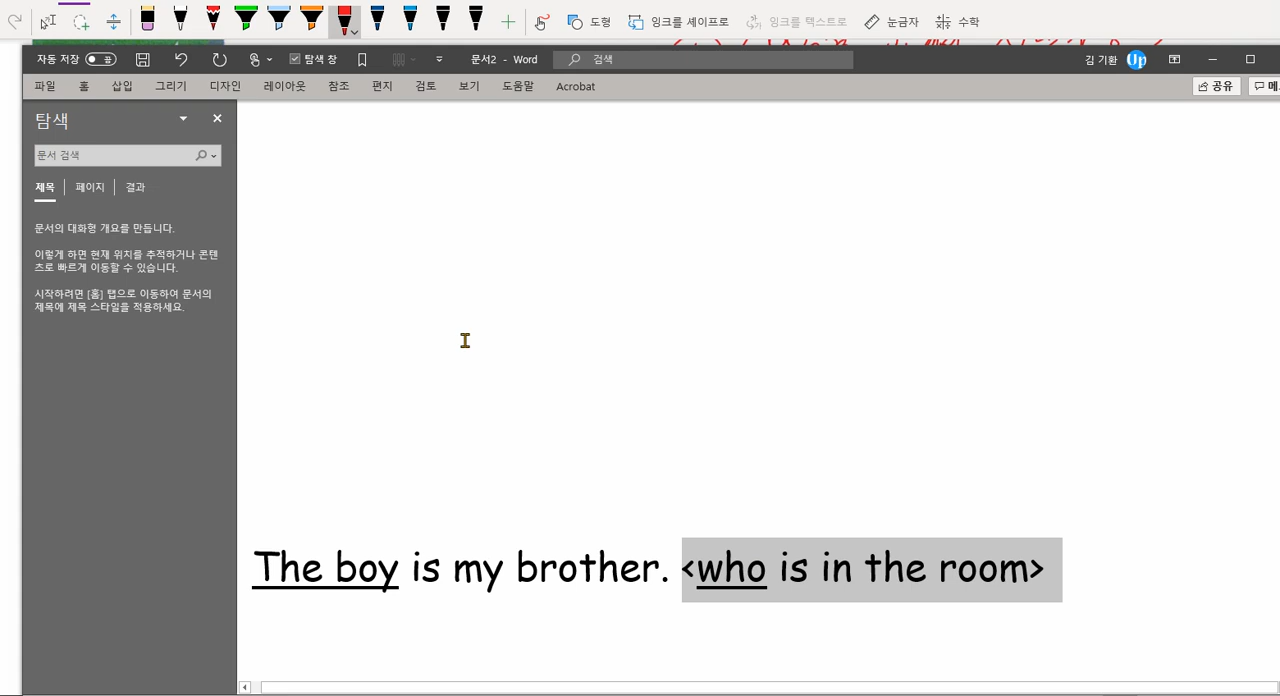 도형
잉크를 셰이프로
잉크를 텍스트로
눈금자
수학
자동 저장
끔
탐색 창
문서2 - Word
검색
김 기환
Up
파일
홈
삽입
그리기
디자인
레이아웃
참조
편지
검토
보기
도움말
Acrobat
공유
탐색
문서 검색
제목
페이지
결과
문서의 대화형 개요를 만듭니다.
이렇게 하면 현재 위치를 추적하거나 콘텐
츠로 빠르게 이동할 수 있습니다.
시작하려면 [홈] 탭으로 이동하여 문서의
제목에 제목 스타일을 적용하세요.
The boy is my brother. <who is in the room>